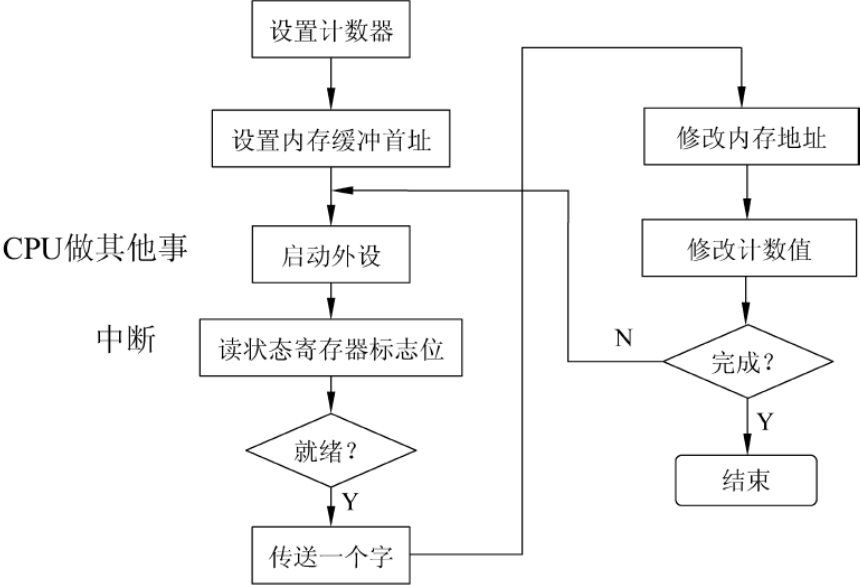 设置计数器
设置内存缓冲首址
CPU做其他事
启动外设
中断
读状态寄存器标志位
就绪？
Y
传送一个字
修改内存地址
修改计数值
N
完成？
Y
结束